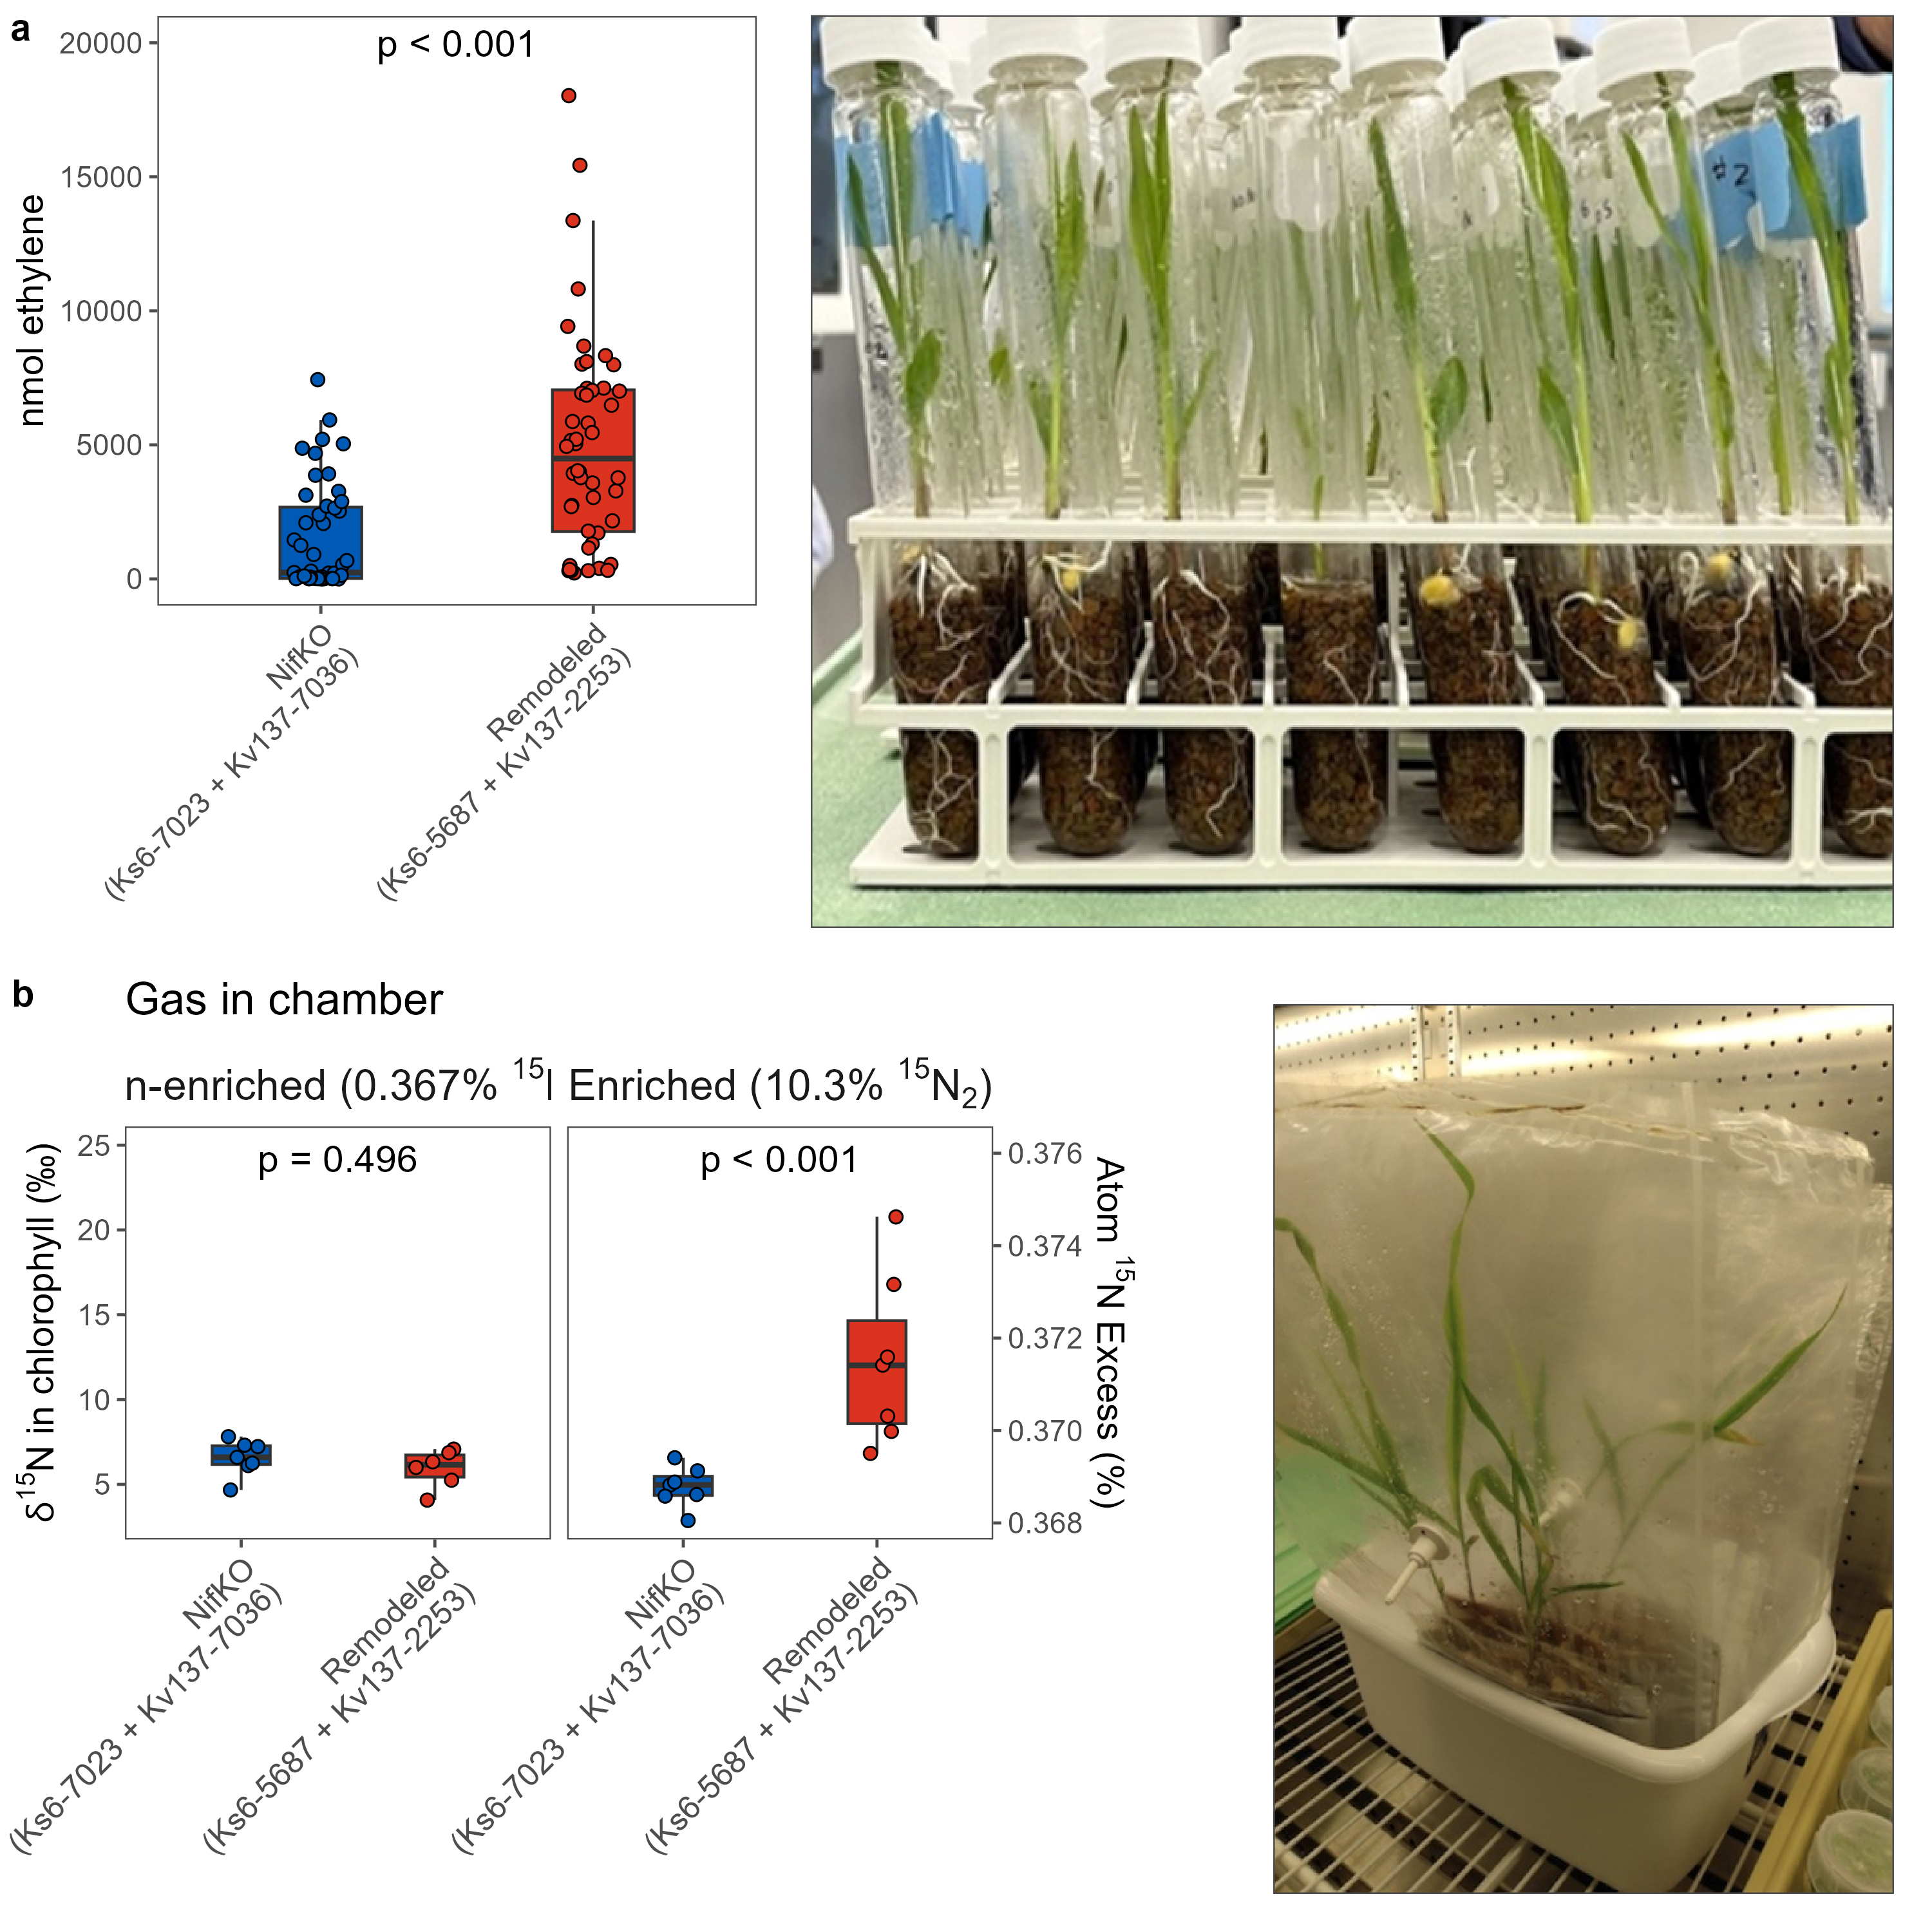 a
p < 0.001
20000
15000
10000
5000
0
nmol ethylene
NifKO
(Ks6-7023 + Kv137-7036)
Remodeled
(Ks6-5687 + Kv137-2253)
#2
b
Gas in chamber
n-enriched (0.367% ¹⁵l
Enriched (10.3% ¹⁵N₂)
p = 0.496
p < 0.001
25
20
15
10
5
δ¹⁵N in chlorophyll (‰)
0.376
0.374
0.372
0.370
0.368
Atom ¹⁵N Excess (%)
NifKO
(Ks6-7023 + Kv137-7036)
Remodeled
(Ks6-5687 + Kv137-2253)
NifKO
(Ks6-7023 + Kv137-7036)
Remodeled
(Ks6-5687 + Kv137-2253)